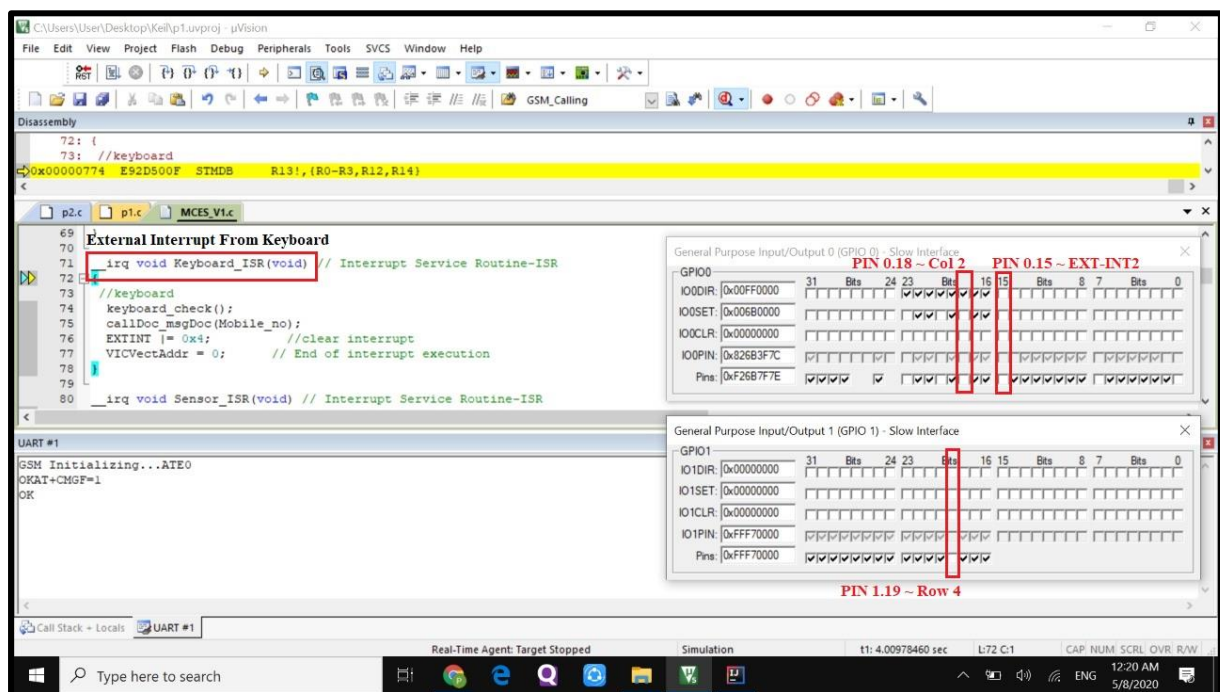 C:\Users\User\Desktop\Keil\p1.uvproj - µVision
File Edit View Project Flash Debug Peripherals Tools SVCS Window Help
RST
GSM_Calling
Disassembly
72: {
73: //keyboard
0x00000774 E92D500F STMDB R13!,{R0-R3,R12,R14}
p2.c p1.c MCES_V1.c
69 }
70
External Interrupt From Keyboard
71 __irq void Keyboard_ISR(void) // Interrupt Service Routine-ISR
72 {
73 //keyboard
74 keyboard_check();
75 callDoc_msgDoc(Mobile_no);
76 EXTINT |= 0x4; //clear interrupt
77 VICVectAddr = 0; // End of interrupt execution
78 }
79
80 __irq void Sensor_ISR(void) // Interrupt Service Routine-ISR
General Purpose Input/Output 0 (GPIO 0) - Slow Interface
PIN 0.18 ~ Col 2 PIN 0.15 ~ EXT-INT2
GPIO0
31 Bits 24 23 Bits 16 15 Bits 8 7 Bits 0
IO0DIR: 0x00FF0000
IO0SET: 0x006B0000
IO0CLR: 0x00000000
IO0PIN: 0x826B3F7C
Pins: 0xF26B7F7E
General Purpose Input/Output 1 (GPIO 1) - Slow Interface
GPIO1
31 Bits 24 23 Bits 16 15 Bits 8 7 Bits 0
IO1DIR: 0x00000000
IO1SET: 0x00000000
IO1CLR: 0x00000000
IO1PIN: 0xFFF70000
Pins: 0xFFF70000
PIN 1.19 ~ Row 4
UART #1
GSM Initializing...ATE0
OKAT+CMGF=1
OK
Call Stack + Locals UART #1
Real-Time Agent: Target Stopped Simulation t1: 4.00978460 sec L:72 C:1 CAP NUM SCRL OVR R/W
Type here to search
ENG
12:20 AM
5/8/2020